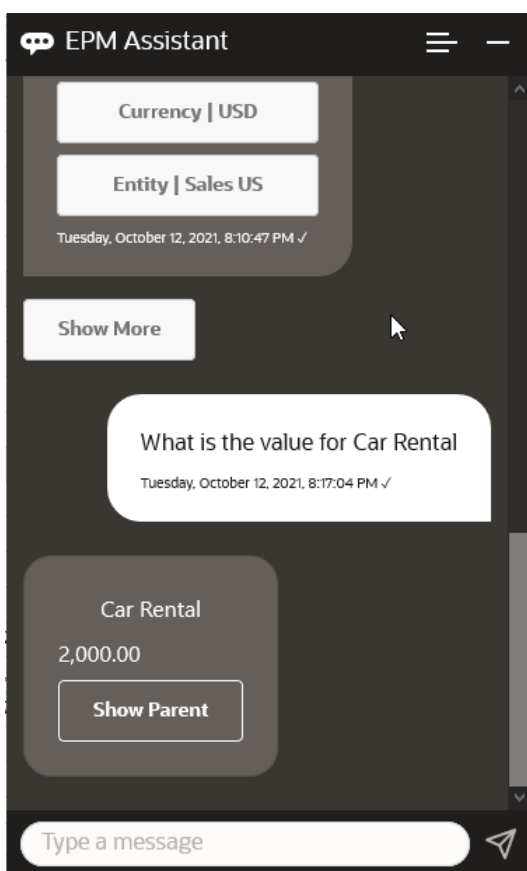 EPM Assistant
Currency | USD
Entity | Sales US
Tuesday, October 12, 2021, 8:10:47 PM ✓
Show More
What is the value for Car Rental
Tuesday, October 12, 2021, 8:17:04 PM ✓
Car Rental
2,000.00
Show Parent
Type a message